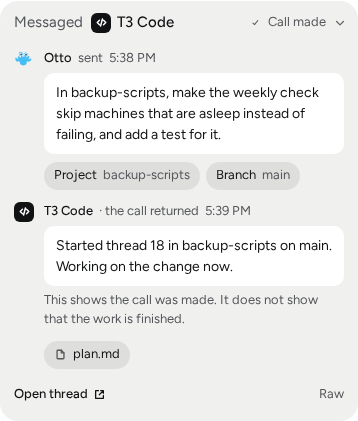 Messaged T3 Code Call made
Otto sent 5:38 PM
In backup-scripts, make the weekly check
skip machines that are asleep instead of
failing, and add a test for it.
Project backup-scripts Branch main
T3 Code · the call returned 5:39 PM
Started thread 18 in backup-scripts on main.
Working on the change now.
This shows the call was made. It does not show
that the work is finished.
plan.md
Open thread Raw